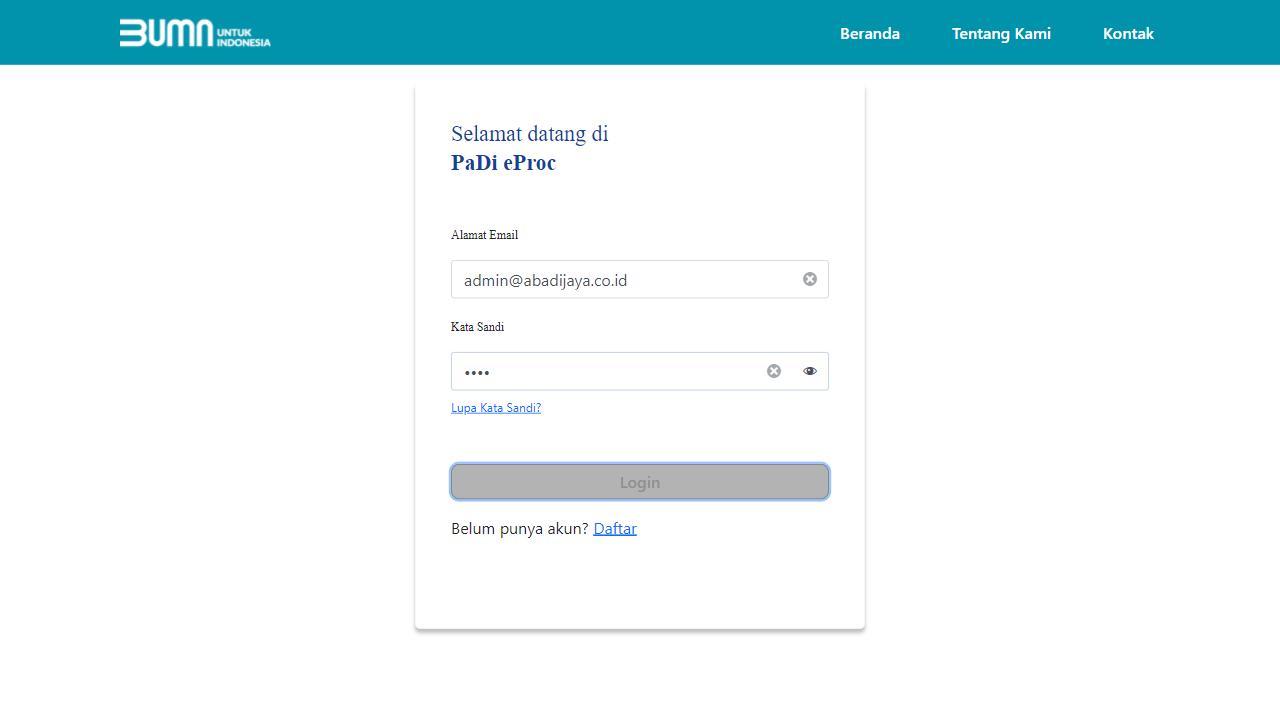 BUMN UNTUK INDONESIA
Beranda
Tentang Kami
Kontak
Selamat datang di
PaDi eProc
Alamat Email
admin@abadijaya.co.id
Kata Sandi
••••
Lupa Kata Sandi?
Login
Belum punya akun? Daftar